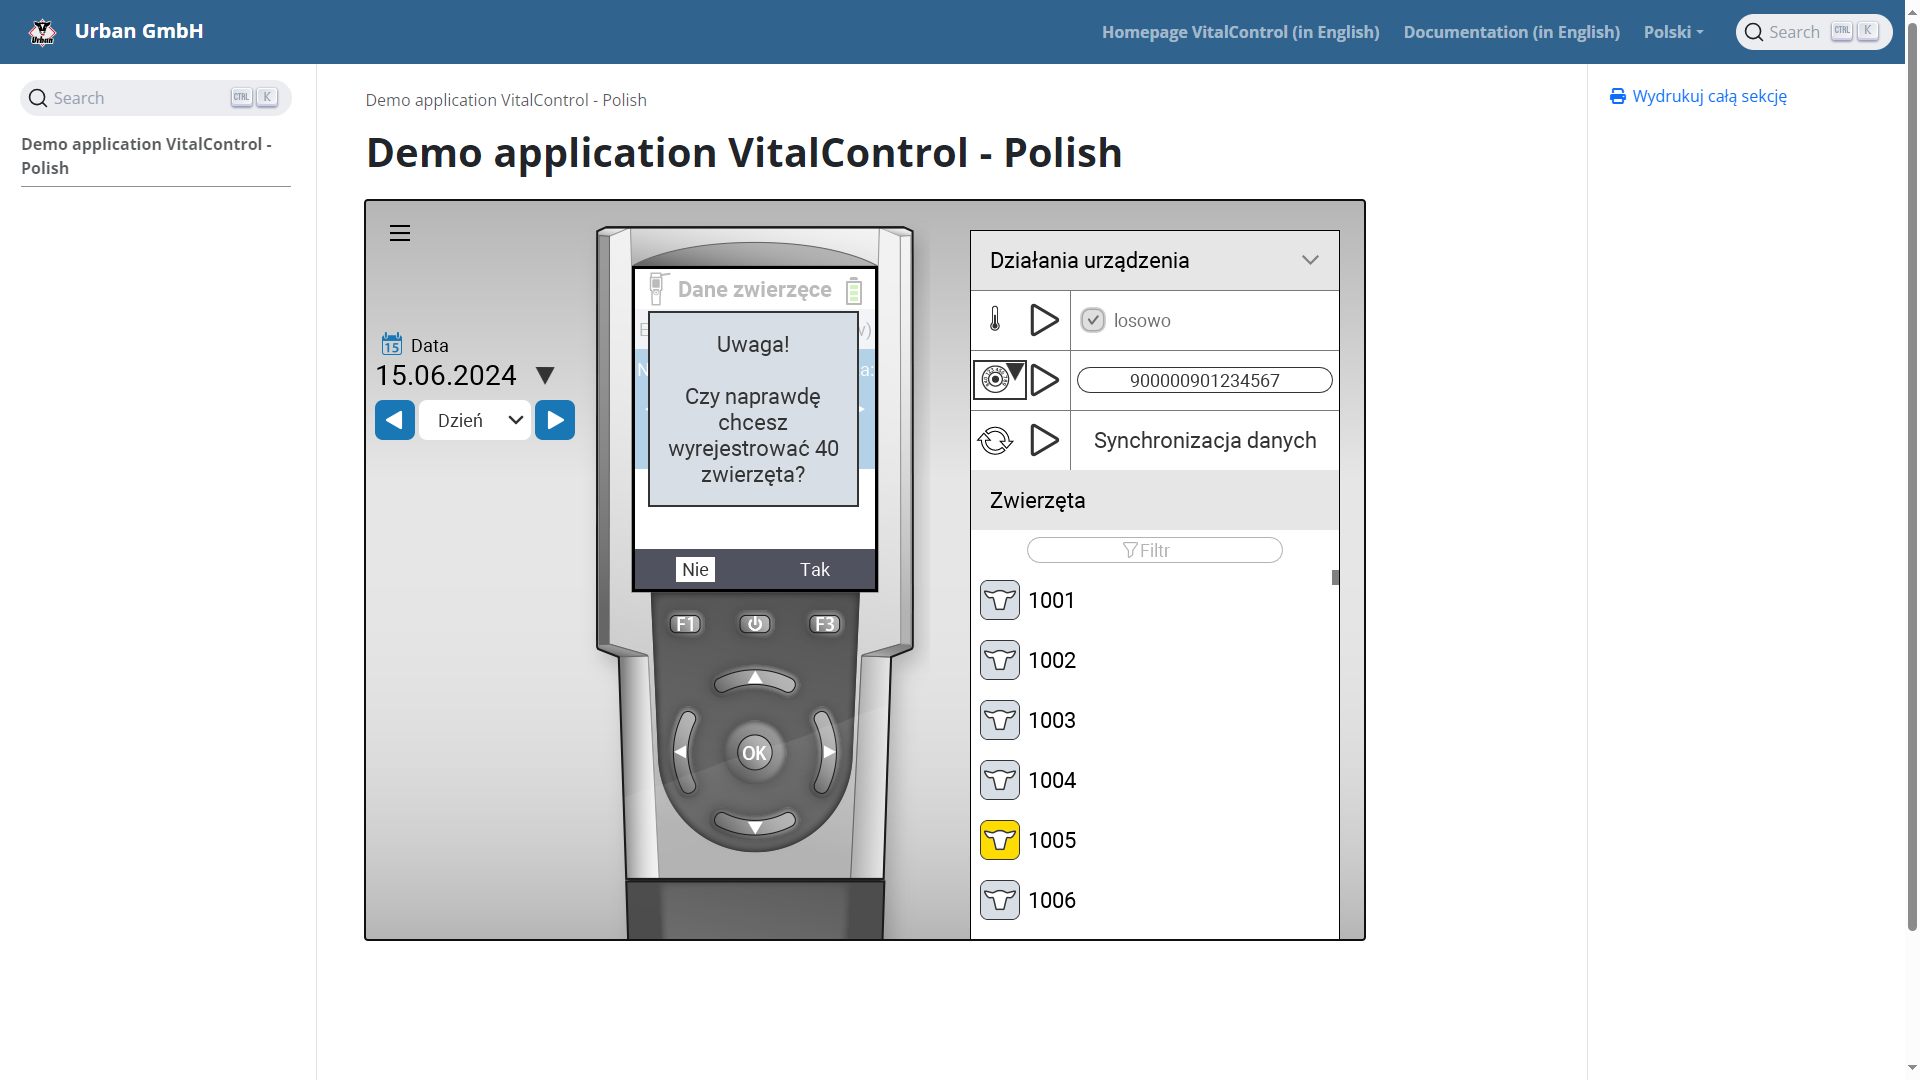 Urban GmbH
Homepage VitalControl (in English)
Documentation (in English)
Polski
Search CTRL K
Search CTRL K
Demo application VitalControl -
Polish
Demo application VitalControl - Polish
Demo application VitalControl - Polish
Wydrukuj całą sekcję
15 Data
15.06.2024
Dzień
Dane zwierzęce
Uwaga!
Czy naprawdę
chcesz
wyrejestrować 40
zwierzęta?
Nie
Tak
F1
F3
OK
Działania urządzenia
losowo
900000901234567
Synchronizacja danych
Zwierzęta
Filtr
1001
1002
1003
1004
1005
1006